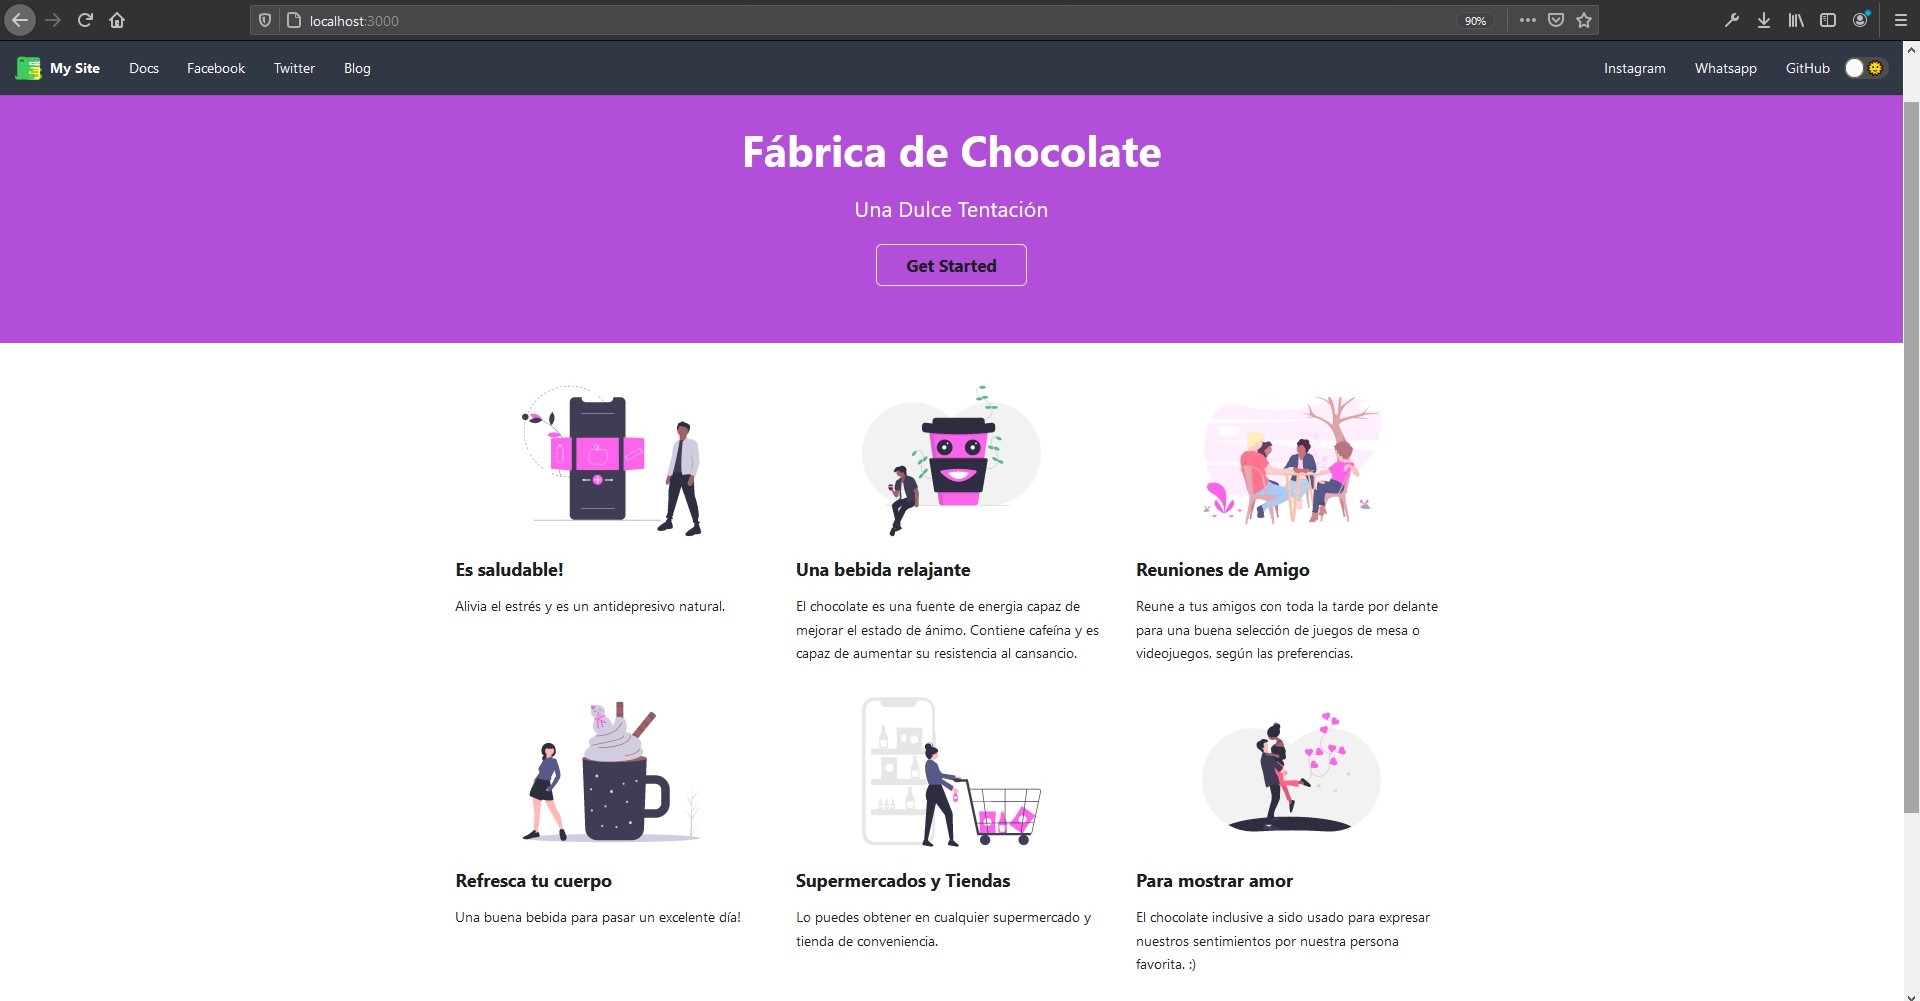 localhost:3000
90%
My Site
Docs
Facebook
Twitter
Blog
Instagram
Whatsapp
GitHub
Fábrica de Chocolate
Una Dulce Tentación
Get Started
Es saludable!
Alivia el estrés y es un antidepresivo natural.
Una bebida relajante
El chocolate es una fuente de energia capaz de
mejorar el estado de ánimo. Contiene cafeína y es
capaz de aumentar su resistencia al cansancio.
Reuniones de Amigo
Reune a tus amigos con toda la tarde por delante
para una buena selección de juegos de mesa o
videojuegos, según las preferencias.
Refresca tu cuerpo
Una buena bebida para pasar un excelente día!
Supermercados y Tiendas
Lo puedes obtener en cualquier supermercado y
tienda de conveniencia.
Para mostrar amor
El chocolate inclusive a sido usado para expresar
nuestros sentimientos por nuestra persona
favorita. :)